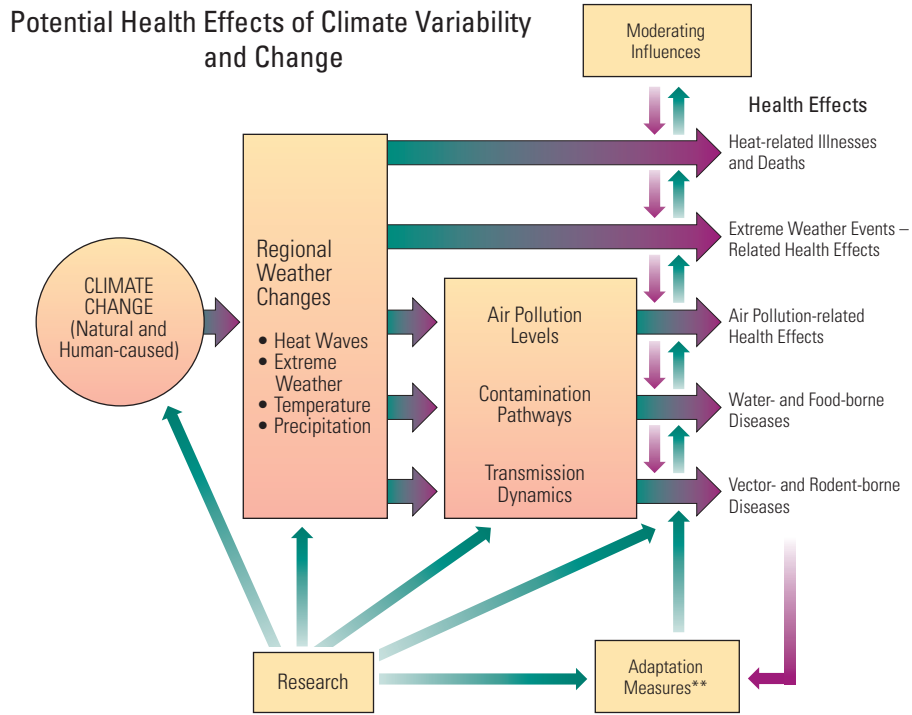 Potential Health Effects of Climate Variability
and Change
Moderating
Influences
Health Effects
Heat-related Illnesses
and Deaths
Extreme Weather Events –
Related Health Effects
Air Pollution-related
Health Effects
Water- and Food-borne
Diseases
Vector- and Rodent-borne
Diseases
CLIMATE
CHANGE
(Natural and
Human-caused)
Regional
Weather
Changes
• Heat Waves
• Extreme
Weather
• Temperature
• Precipitation
Air Pollution
Levels
Contamination
Pathways
Transmission
Dynamics
Research
Adaptation
Measures**